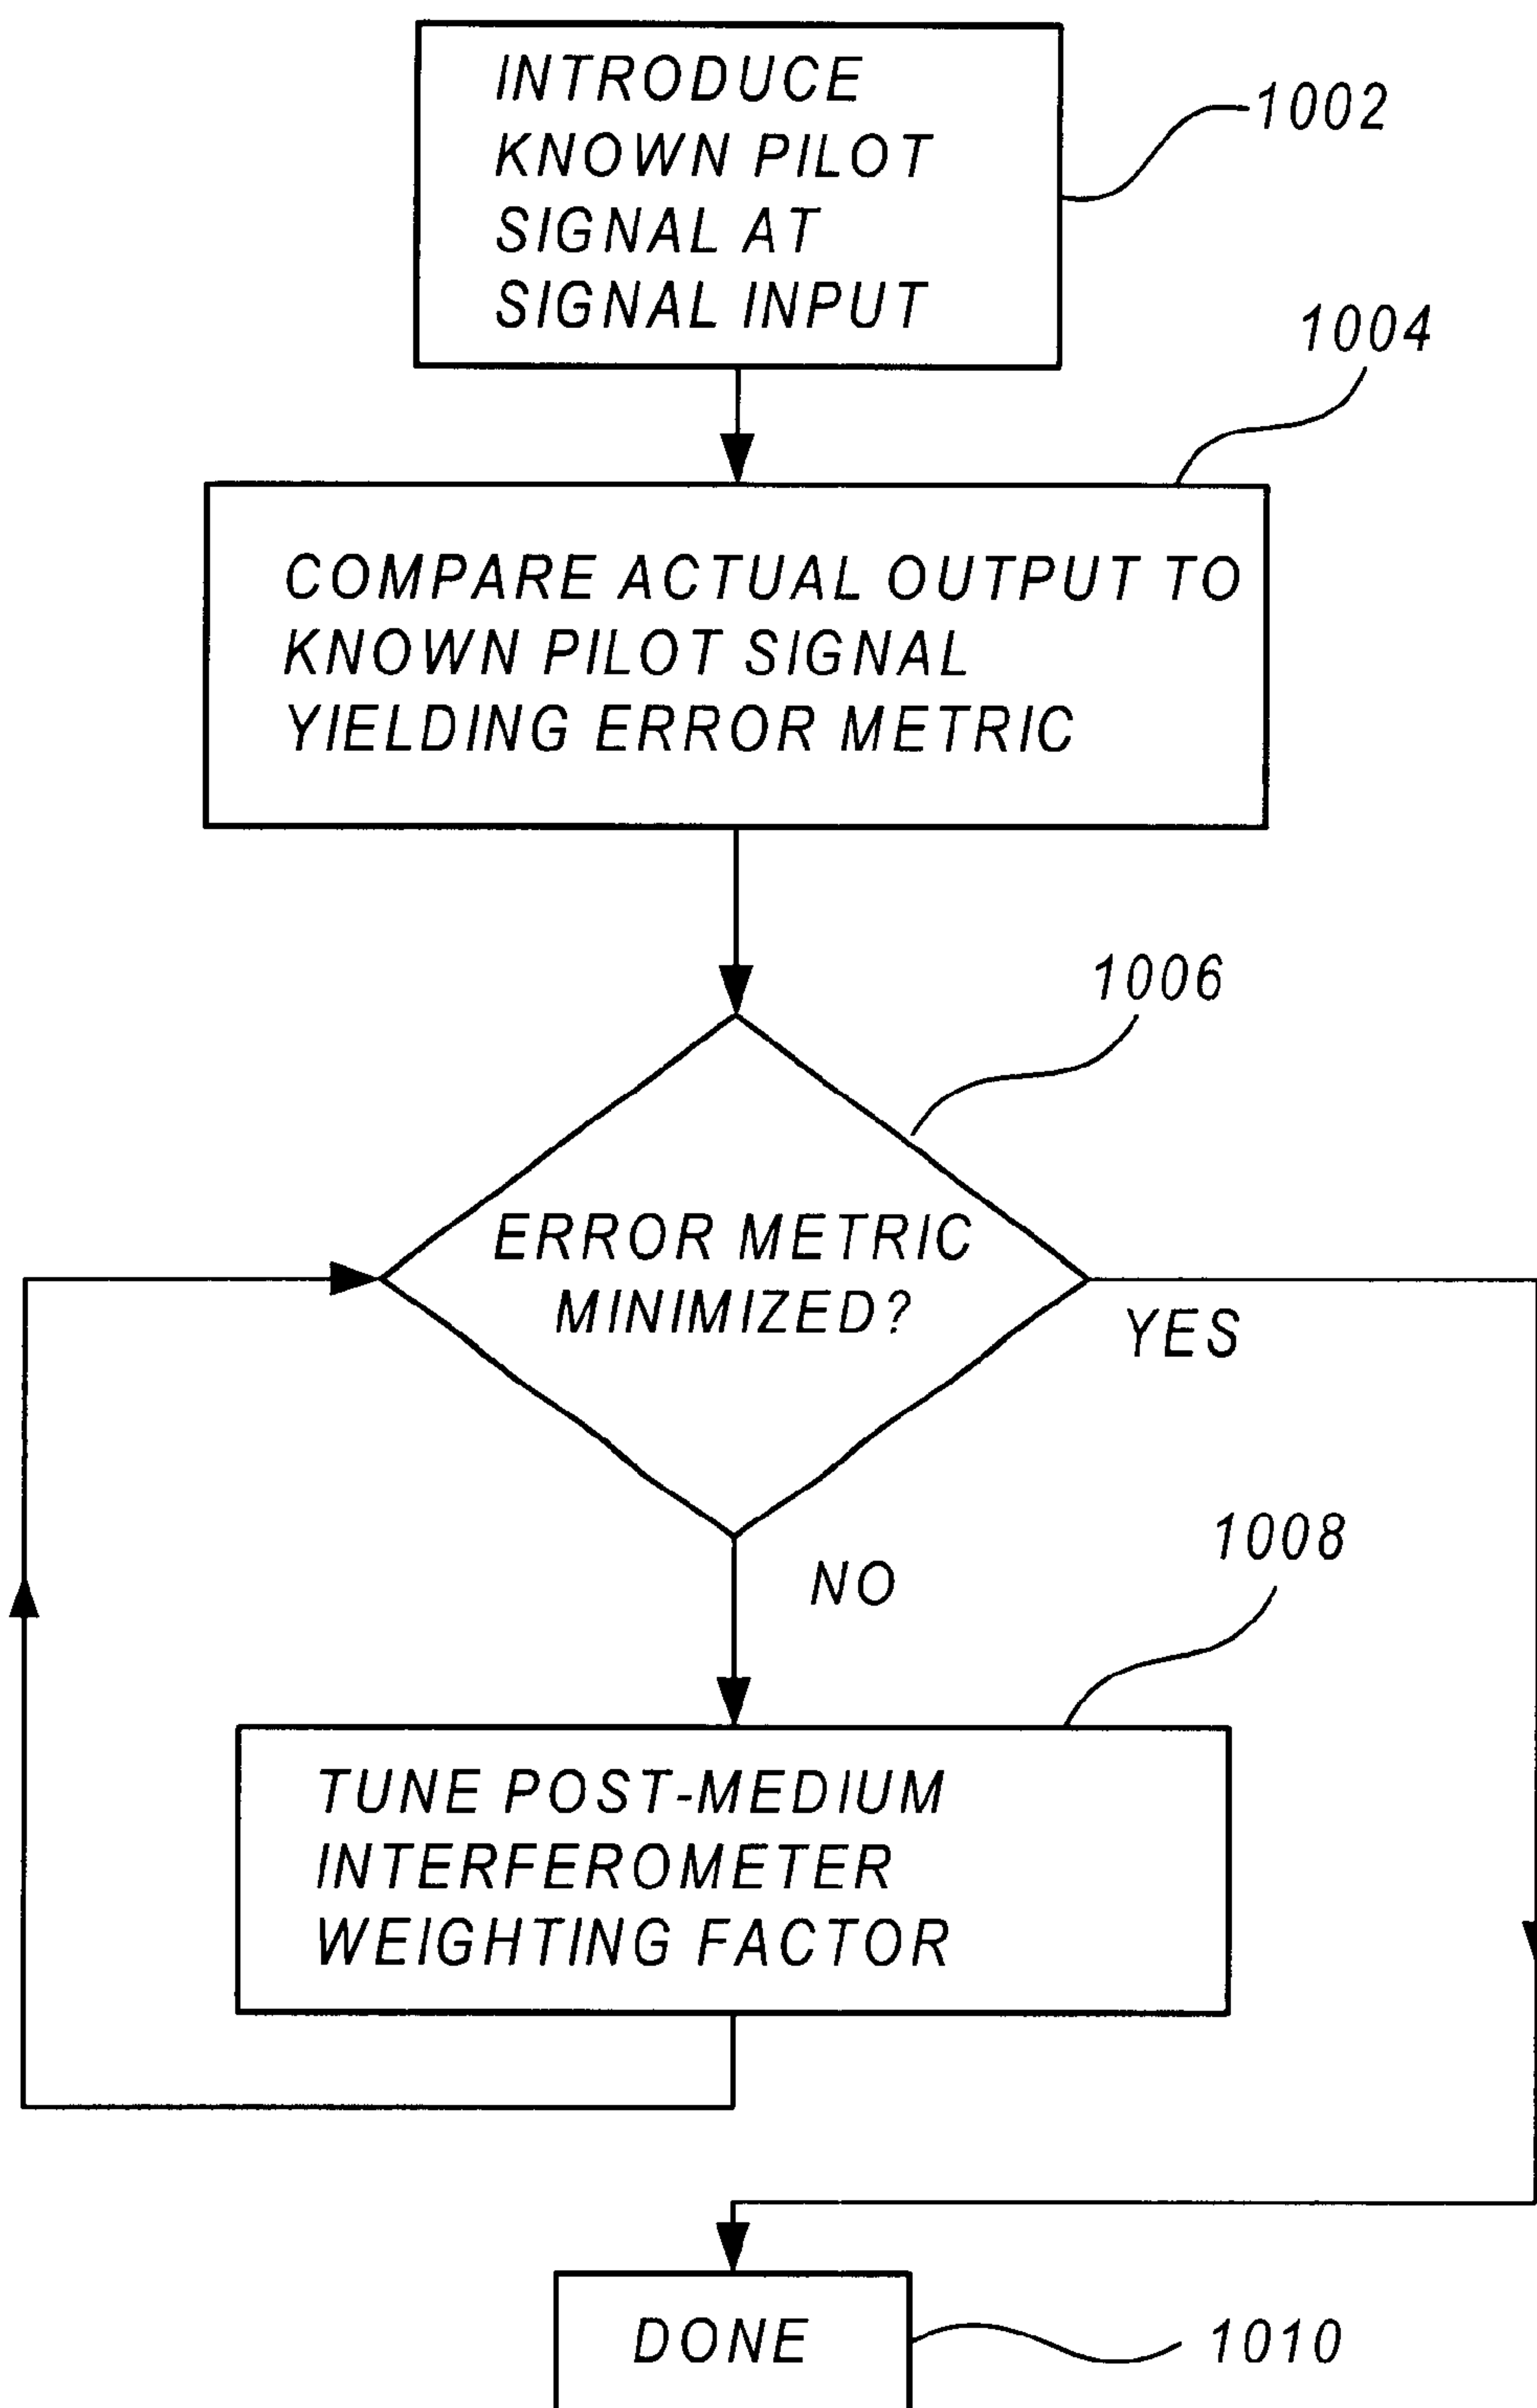 INTRODUCE
KNOWN PILOT
SIGNAL AT
SIGNAL INPUT
1002
1004
COMPARE ACTUAL OUTPUT TO
KNOWN PILOT SIGNAL
YIELDING ERROR METRIC
1006
ERROR METRIC
MINIMIZED?
YES
NO
1008
TUNE POST-MEDIUM
INTERFEROMETER
WEIGHTING FACTOR
DONE
1010